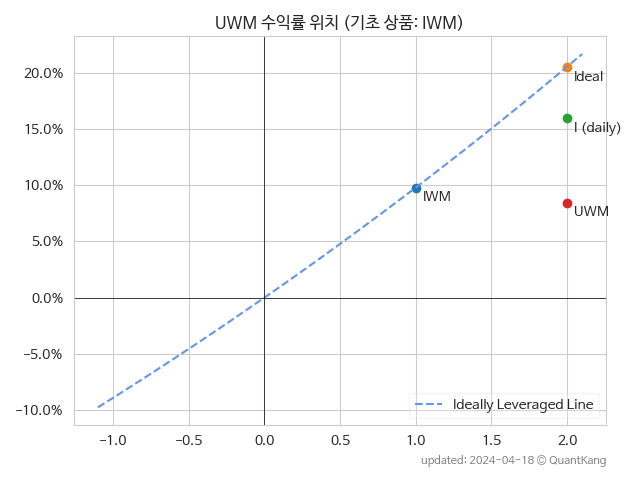 UWM 수익률 위치 (기초 상품: IWM)
20.0%
15.0%
10.0%
5.0%
0.0%
−5.0%
−10.0%
Ideal
I (daily)
IWM
UWM
Ideally Leveraged Line
−1.0 −0.5 0.0 0.5 1.0 1.5 2.0
updated: 2024-04-18 © QuantKang